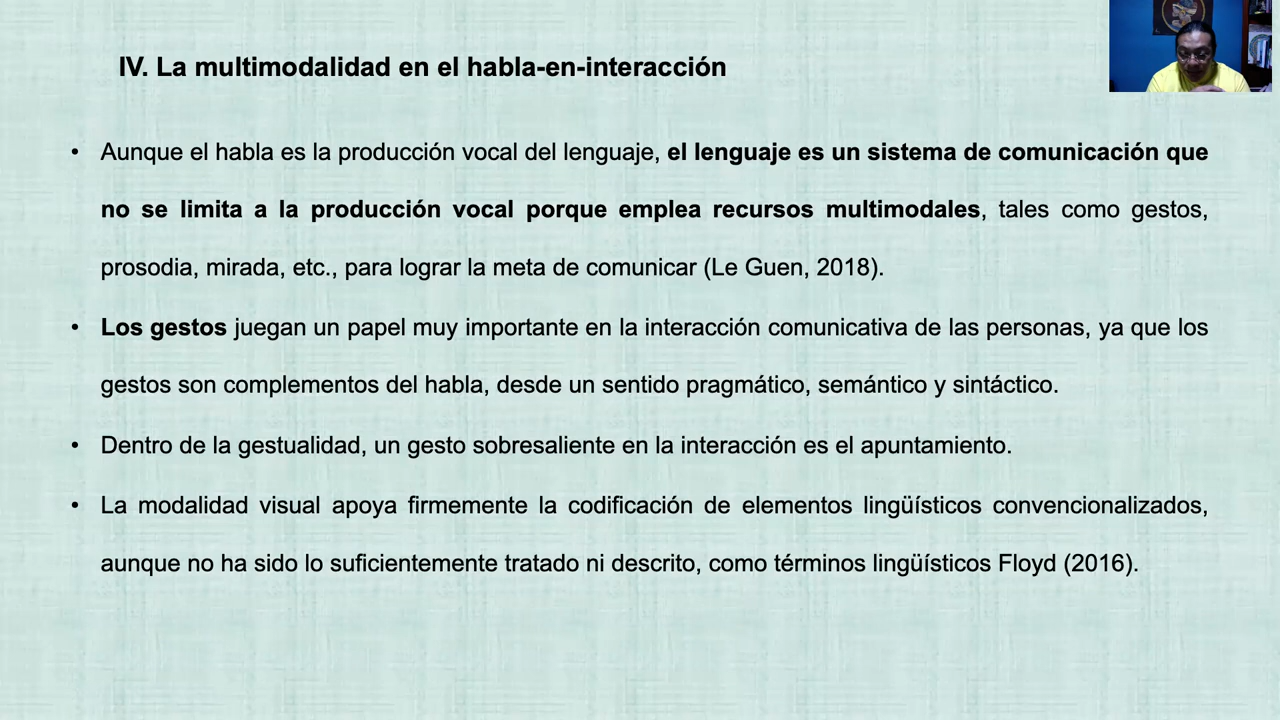 IV. La multimodalidad en el habla-en-interacción
• Aunque el habla es la producción vocal del lenguaje, el lenguaje es un sistema de comunicación que
no se limita a la producción vocal porque emplea recursos multimodales, tales como gestos,
prosodia, mirada, etc., para lograr la meta de comunicar (Le Guen, 2018).
• Los gestos juegan un papel muy importante en la interacción comunicativa de las personas, ya que los
gestos son complementos del habla, desde un sentido pragmático, semántico y sintáctico.
• Dentro de la gestualidad, un gesto sobresaliente en la interacción es el apuntamiento.
• La modalidad visual apoya firmemente la codificación de elementos lingüísticos convencionalizados,
aunque no ha sido lo suficientemente tratado ni descrito, como términos lingüísticos Floyd (2016).